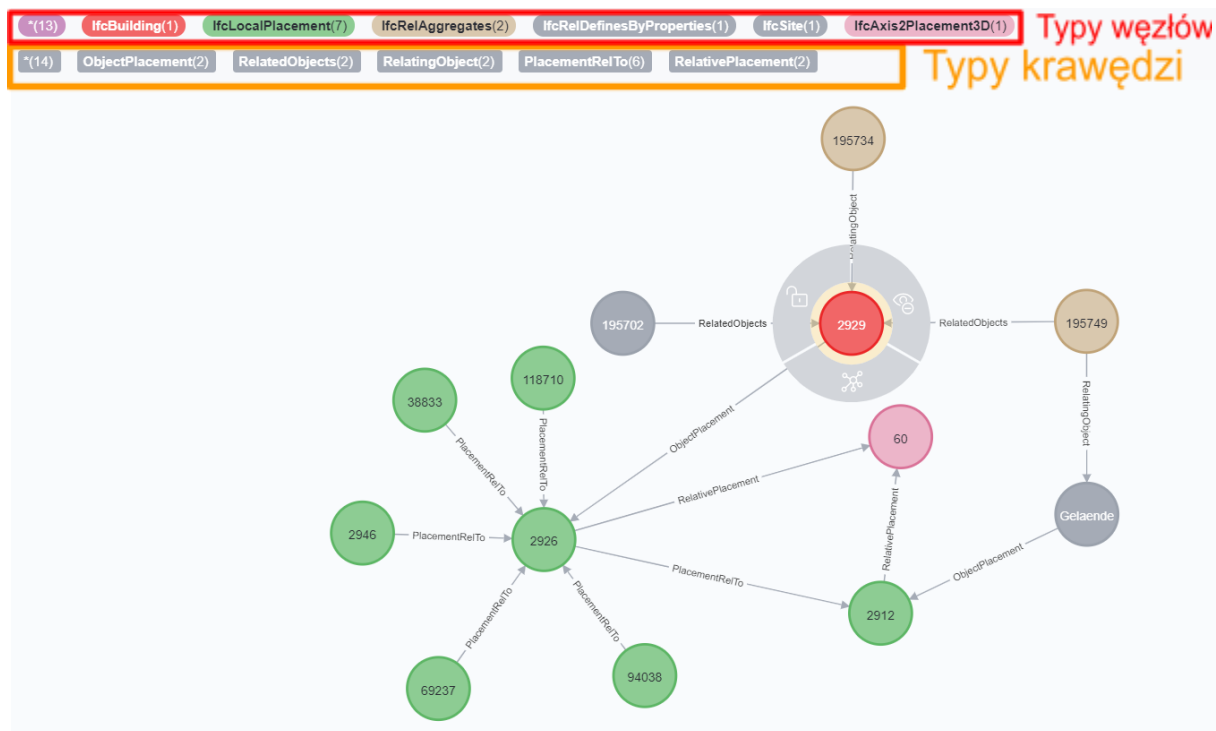 *(13) IfcBuilding(1) IfcLocalPlacement(7) IfcRelAggregates(2) IfcRelDefinesByProperties(1) IfcSite(1) IfcAxis2Placement3D(1) Typy węzłów
*(14) ObjectPlacement(2) RelatedObjects(2) RelatingObject(2) PlacementRelTo(6) RelativePlacement(2) Typy krawędzi
195734
RelatingObject
195702
RelatedObjects
2929
RelatedObjects
195749
118710
38833
RelatingObject
ObjectPlacement
60
PlacementRelTo
PlacementRelTo
RelativePlacement
Gelaende
2946
PlacementRelTo
2926
RelativePlacement
ObjectPlacement
PlacementRelTo
PlacementRelTo
PlacementRelTo
2912
69237
94038